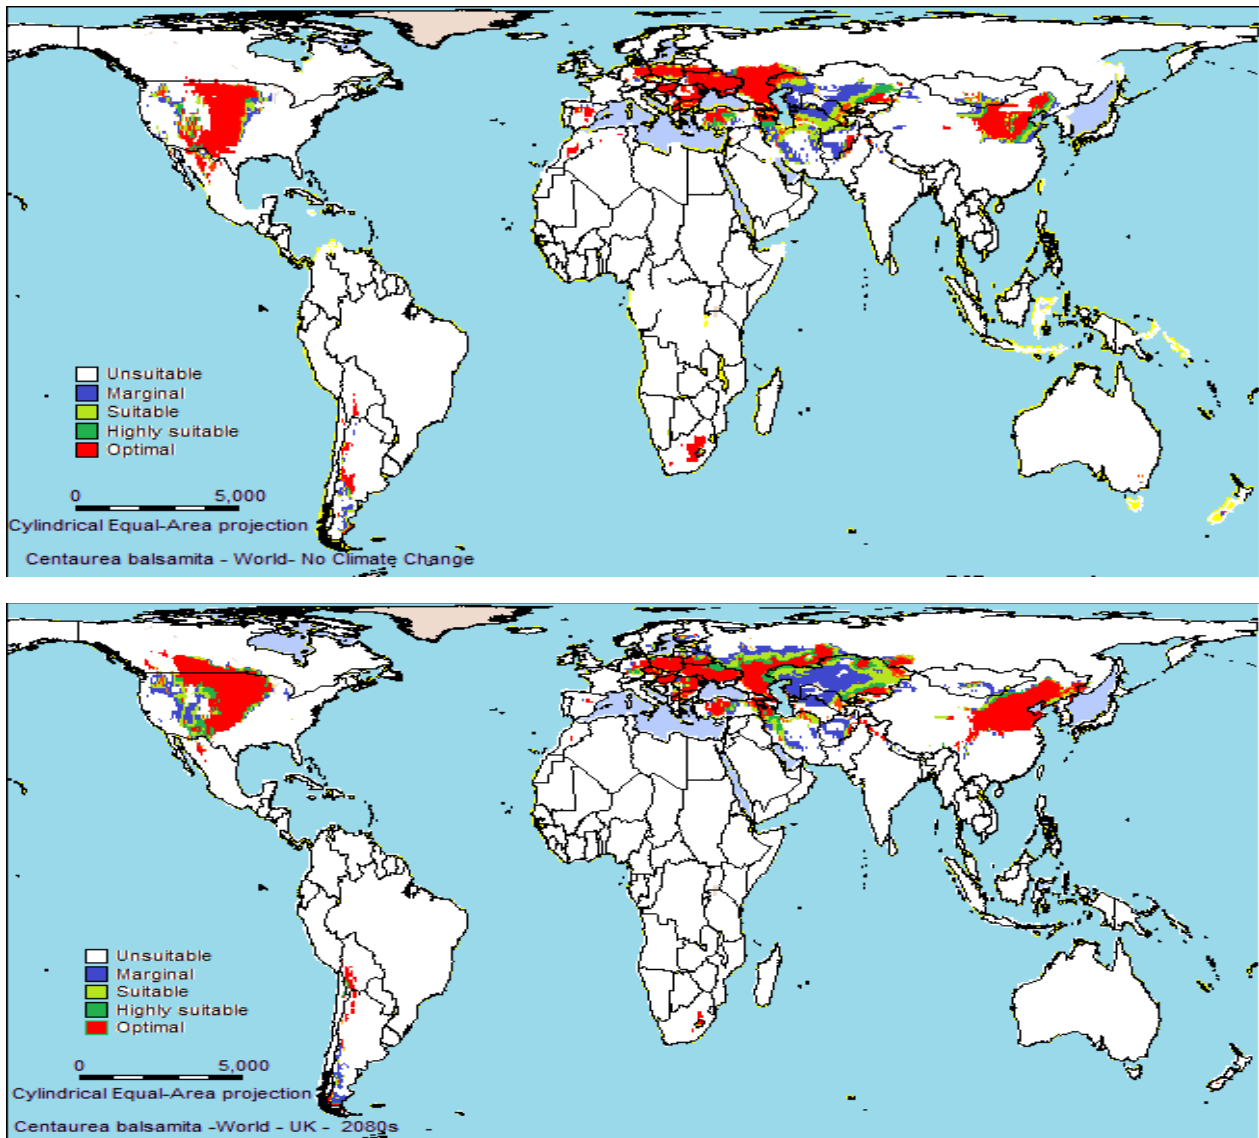 Unsuitable
Marginal
Suitable
Highly suitable
Optimal
0 5,000
Cylindrical Equal-Area projection
Centaurea balsamita - World- No Climate Change
Unsuitable
Marginal
Suitable
Highly suitable
Optimal
0 5,000
Cylindrical Equal-Area projection
Centaurea balsamita -World - UK - 2080s